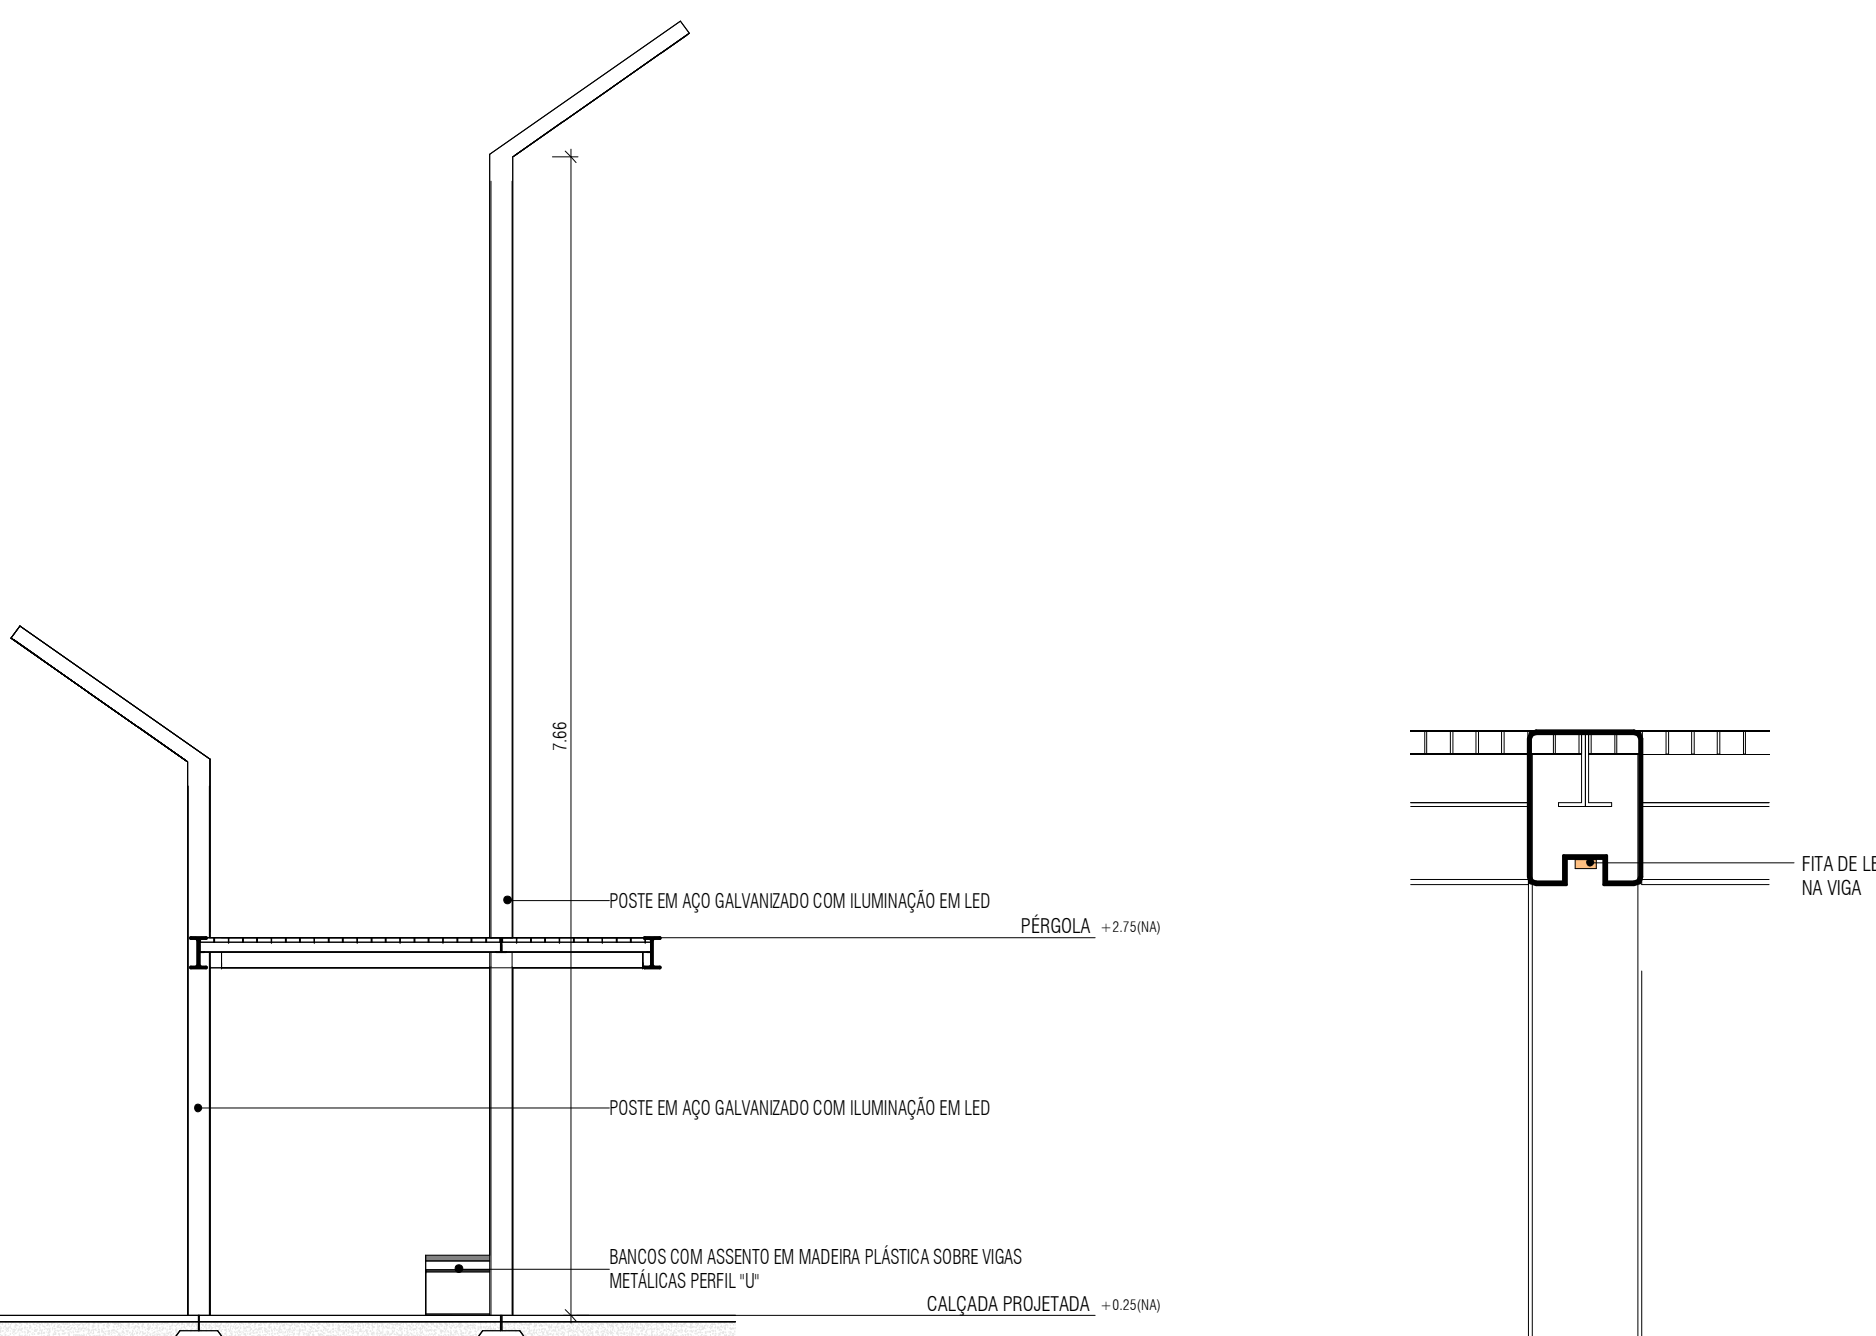 7.66
POSTE EM AÇO GALVANIZADO COM ILUMINAÇÃO EM LED
PÉRGOLA +2.75(NA)
POSTE EM AÇO GALVANIZADO COM ILUMINAÇÃO EM LED
BANCOS COM ASSENTO EM MADEIRA PLÁSTICA SOBRE VIGAS
METÁLICAS PERFIL "U"
CALÇADA PROJETADA +0.25(NA)
FITA DE
NA VIGA